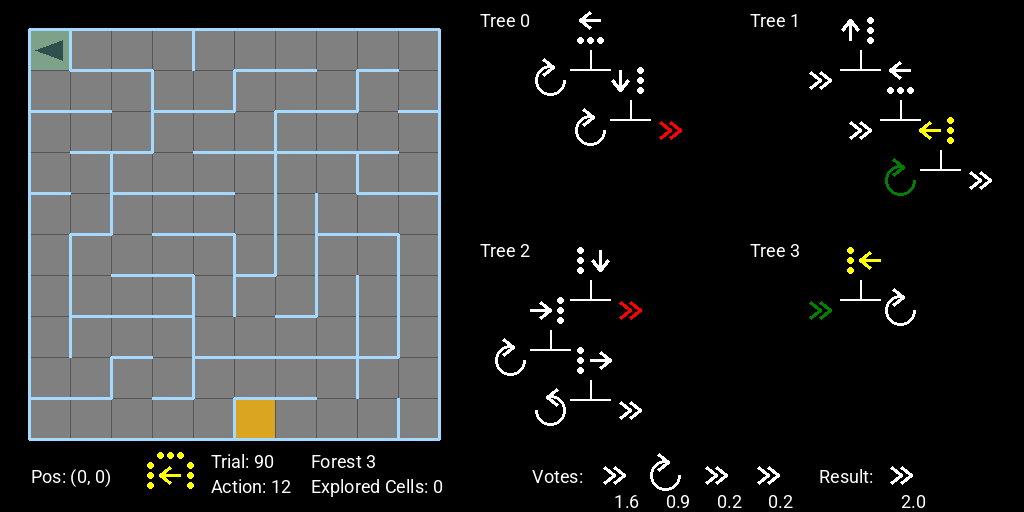 Tree 0
Tree 1
Tree 2
Tree 3
Pos: (0, 0)
Trial: 90
Forest 3
Action: 12
Explored Cells: 0
Votes:
Result:
1.6
0.9
0.2
0.2
2.0